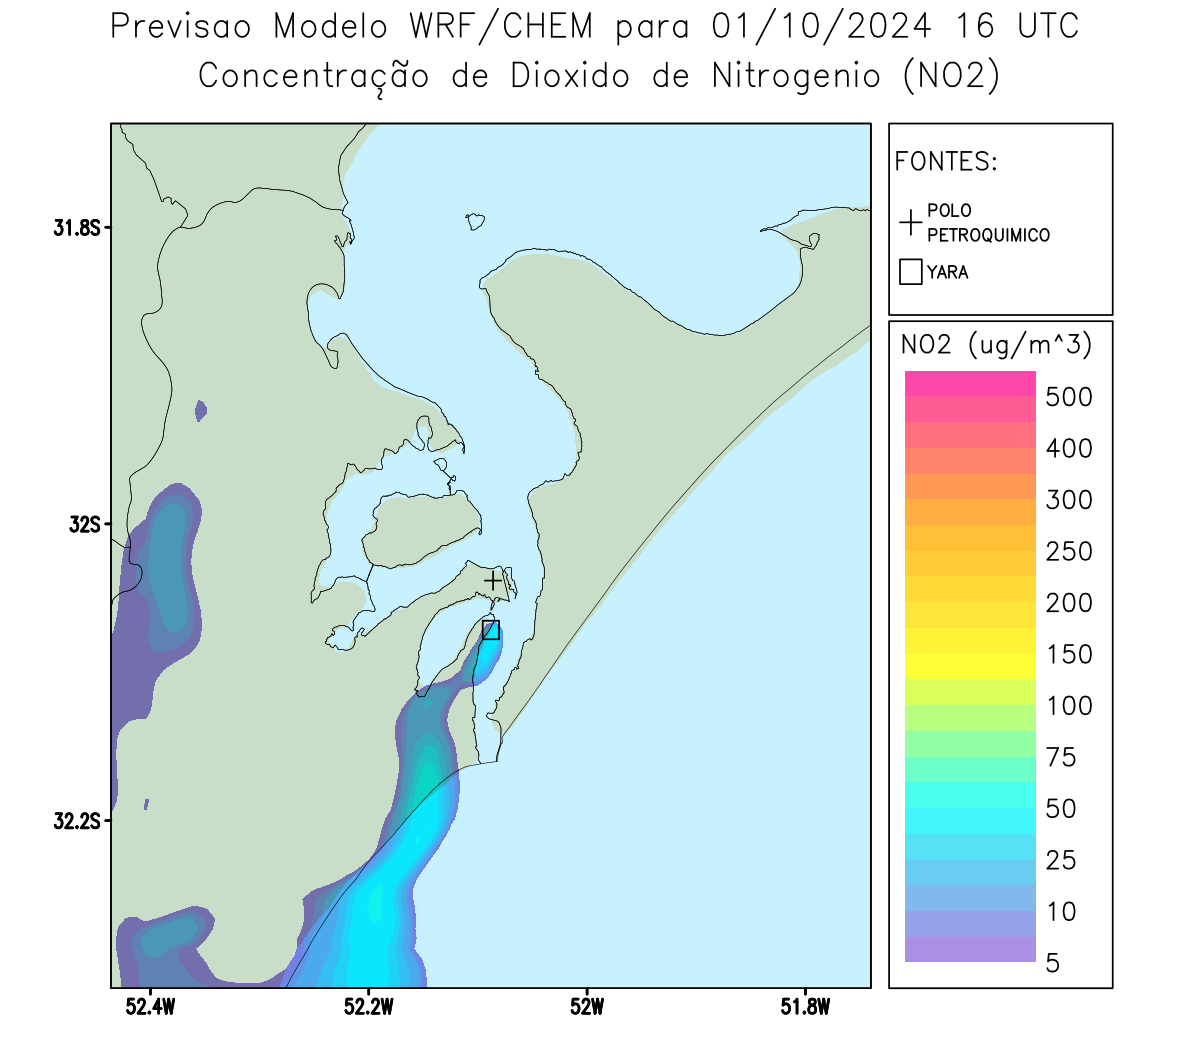 Previsao Modelo WRF/CHEM para 01/10/2024 16 UTC
Concentração de Dioxido de Nitrogenio (NO2)
FONTES:
POLO
PETROQUIMICO
YARA
NO2 (ug/m^3)
500
400
300
250
200
150
100
75
50
25
10
5
31.8S
32S
32.2S
52.4W
52.2W
52W
51.8W